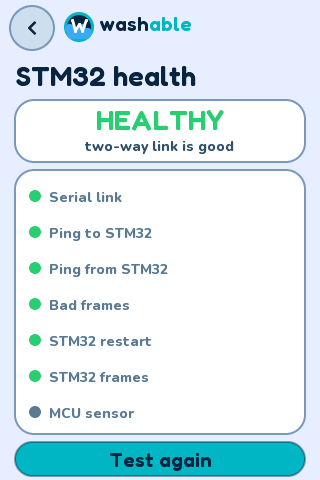 washable
STM32 health
HEALTHY
two-way link is good
Serial link
Ping to STM32
Ping from STM32
Bad frames
STM32 restart
STM32 frames
MCU sensor
Test again